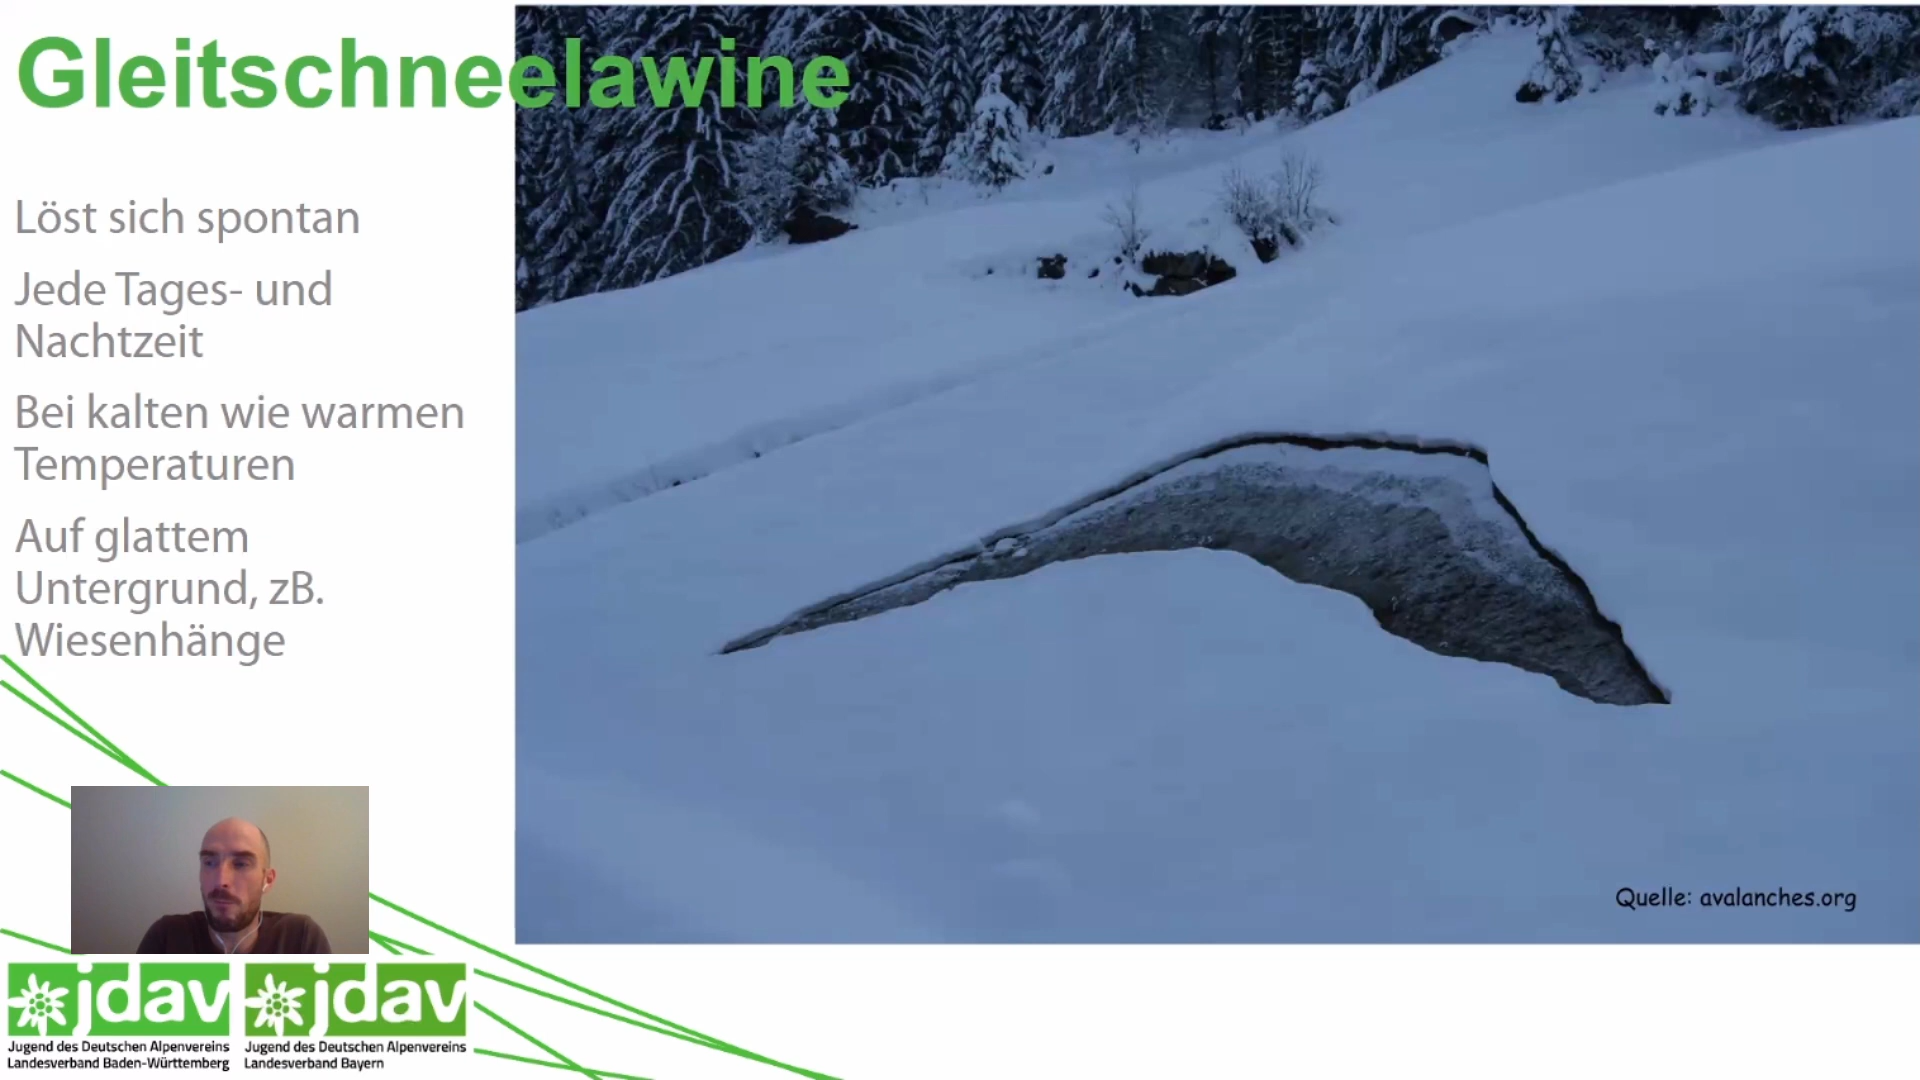 Gleitschneelawine
Löst sich spontan
Jede Tages- und
Nachtzeit
Bei kalten wie warmen
Temperaturen
Auf glattem
Untergrund, zB.
Wiesenhänge
Quelle: avalanches.org
jdav
Jugend des Deutschen Alpenvereins
Landesverband Baden-Württemberg
jdav
Jugend des Deutschen Alpenvereins
Landesverband Bayern